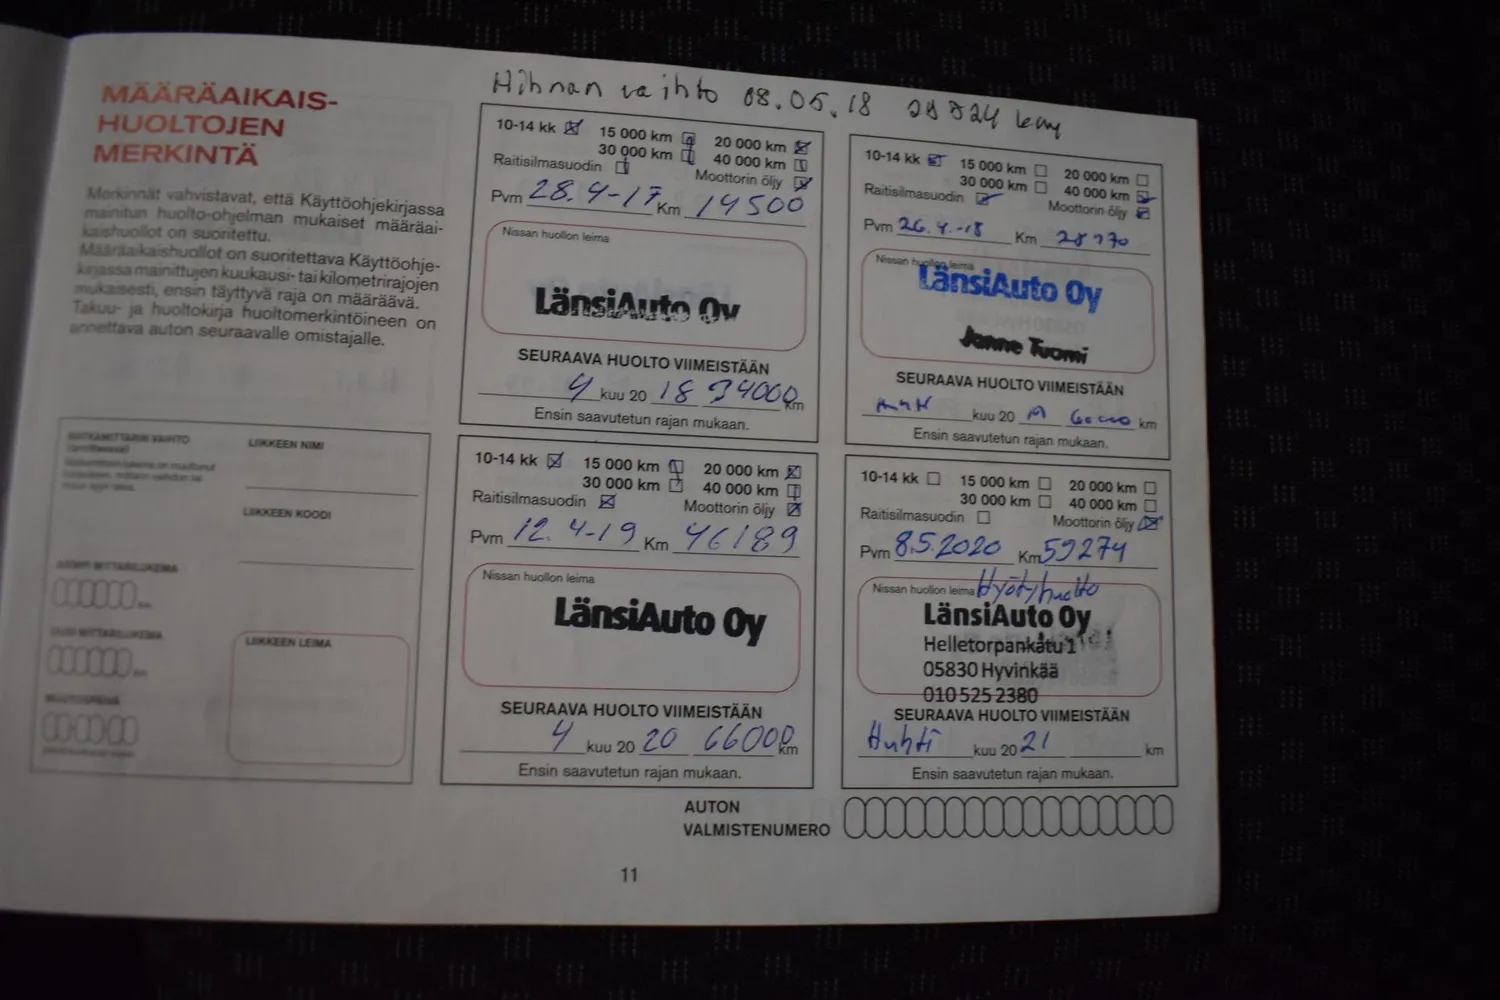 MÄÄRÄAIKAIS-
HUOLTOJEN
MERKINTÄ
Merkinnät vahvistavat, että Käyttöohjekirjassa
mainitun huolto-ohjelman mukaiset määräai-
kaishuollot on suoritettu.
Määräaikaishuollot on suoritettava Käyttöohje-
kirjassa mainittujen kuukausi- tai kilometrirajojen
mukaisesti, ensin täyttyvä raja on määräävä.
Takuu- ja huoltokirja huoltomerkintöineen on
annettava auton seuraavalle omistajalle.
MATKAMITTARIN VAIHTO
LIIKKEEN NIMI
LIIKKEEN KOODI
UUSI MITTARILUKEMA
LIIKKEEN LEIMA
Hihnan vaihto 08.05.18
10-14 kk 15 000 km 20 000 km
30 000 km 40 000 km
Raitisilmasuodin Moottorin öljy
Pvm 28.4-17 Km 14500
Nissan huollon leima
LänsiAuto Oy
SEURAAVA HUOLTO VIIMEISTÄÄN
4 kuu 20 18 34000 km
Ensin saavutetun rajan mukaan.
10-14 kk 15 000 km 20 000 km
30 000 km 40 000 km
Raitisilmasuodin Moottorin öljy
Pvm 26.4.-18 Km
Nissan huollon leima
LänsiAuto Oy
Janne Tuomi
SEURAAVA HUOLTO VIIMEISTÄÄN
kuu 20 km
Ensin saavutetun rajan mukaan.
10-14 kk 15 000 km 20 000 km
30 000 km 40 000 km
Raitisilmasuodin Moottorin öljy
Pvm 12.4-19 Km 46189
Nissan huollon leima
LänsiAuto Oy
SEURAAVA HUOLTO VIIMEISTÄÄN
4 kuu 20 20 66000 km
Ensin saavutetun rajan mukaan.
10-14 kk 15 000 km 20 000 km
30 000 km 40 000 km
Raitisilmasuodin Moottorin öljy
Pvm 8.5.2020 Km 59274
Nissan huollon leima Hyötyhuolto
LänsiAuto Oy
Helletorpankatu 1
05830 Hyvinkää
010 525 2380
SEURAAVA HUOLTO VIIMEISTÄÄN
Huhti kuu 20 21 km
Ensin saavutetun rajan mukaan.
AUTON
VALMISTENUMERO
11